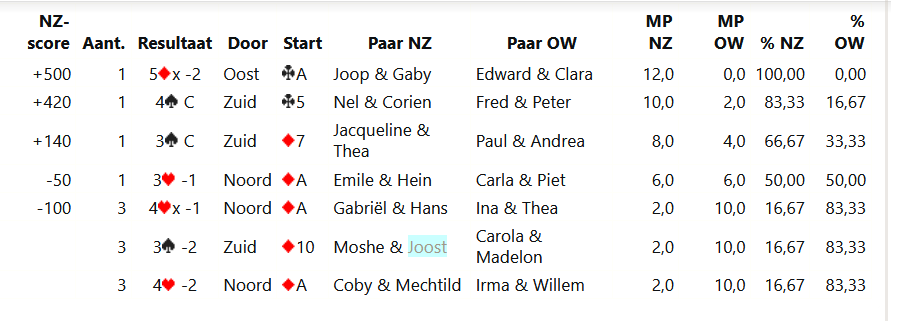 NZ- MP MP %
score Aant. Resultaat Door Start Paar NZ Paar OW NZ OW % NZ OW
+500 1 5♦x -2 Oost ♣A Joop & Gaby Edward & Clara 12,0 0,0 100,00 0,00
+420 1 4♠ C Zuid ♣5 Nel & Corien Fred & Peter 10,0 2,0 83,33 16,67
+140 1 3♠ C Zuid ♦7 Jacqueline & Thea Paul & Andrea 8,0 4,0 66,67 33,33
-50 1 3♥ -1 Noord ♦A Emile & Hein Carla & Piet 6,0 6,0 50,00 50,00
-100 3 4♥x -1 Noord ♦A Gabriël & Hans Ina & Thea 2,0 10,0 16,67 83,33
3 3♠ -2 Zuid ♦10 Moshe & Joost Carola & Madelon 2,0 10,0 16,67 83,33
3 4♥ -2 Noord ♦A Coby & Mechtild Irma & Willem 2,0 10,0 16,67 83,33